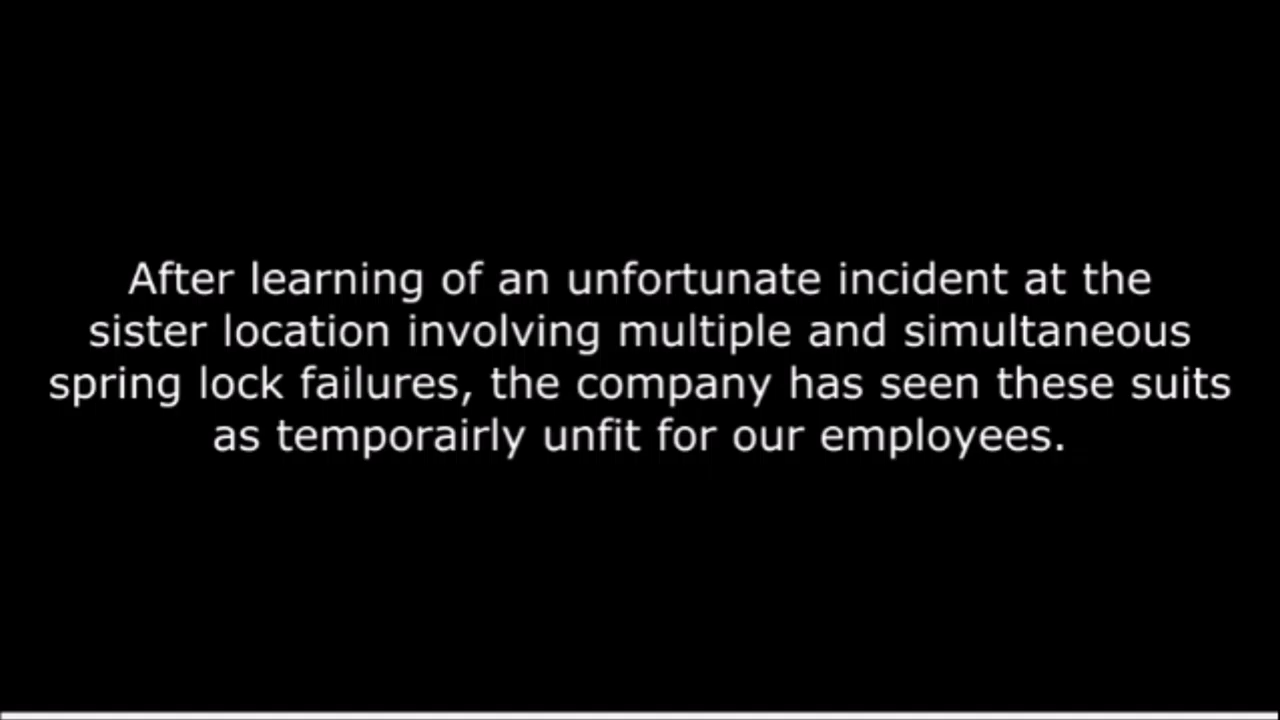 After learning of an unfortunate incident at the
sister location involving multiple and simultaneous
spring lock failures, the company has seen these suits
as temporairly unfit for our employees.